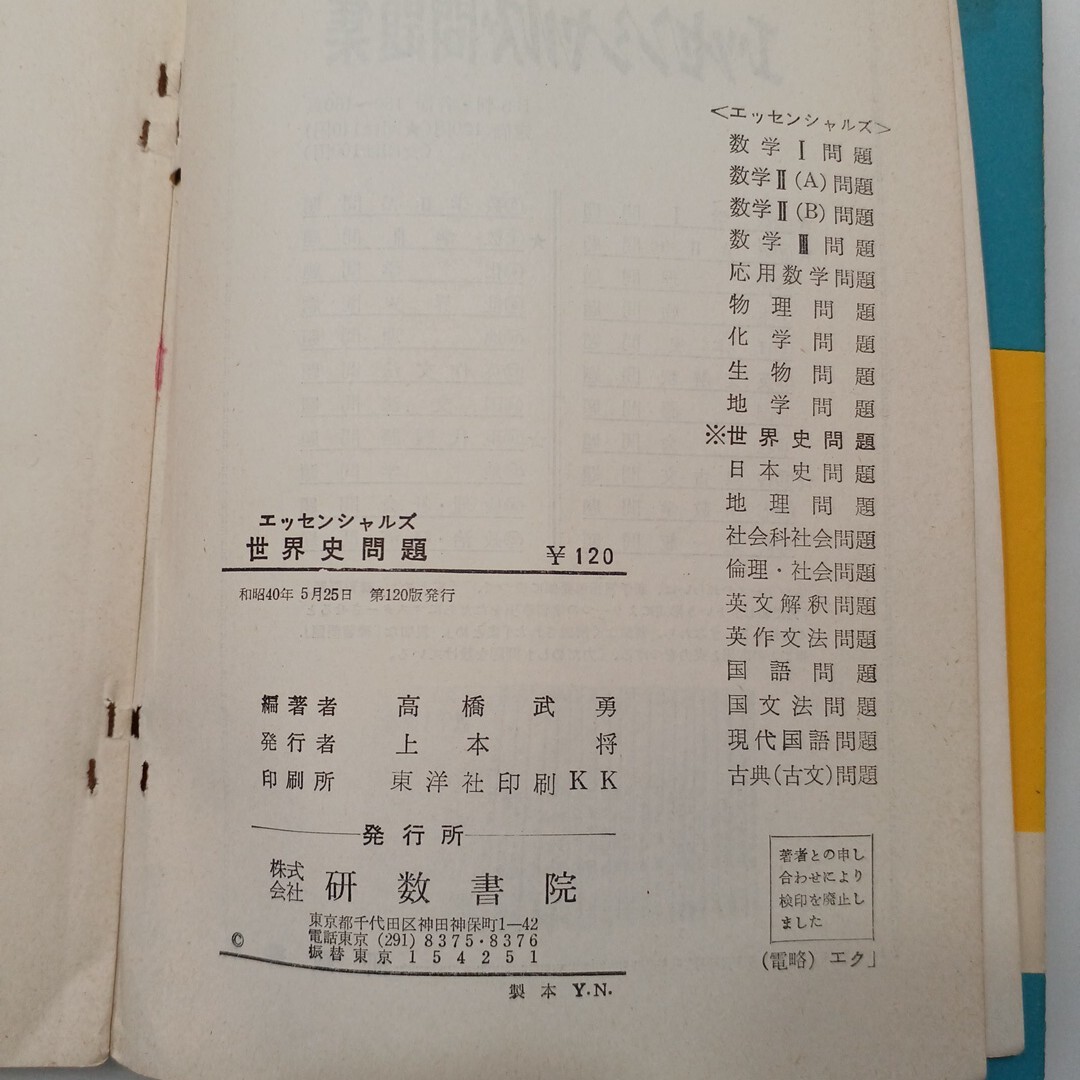 <エッセンシャルズ>
数学Ⅰ問題
数学Ⅱ(A)問題
数学Ⅱ(B)問題
数学Ⅲ問題
応用数学問題
物理問題
化学問題
生物問題
地学問題
※世界史問題
日本史問題
地理問題
社会科社会問題
倫理・社会問題
英文解釈問題
英作文法問題
国語問題
国文法問題
現代国語問題
古典(古文)問題
エッセンシャルズ
世界史問題 ¥120
和昭40年 5月25日 第120版発行
編著者 高橋武勇
発行者 上本将
印刷所 東洋社印刷KK
発行所
株式会社 研数書院
東京都千代田区神田神保町1—42
電話東京 (291) 8375・8376
振替東京 154251
©
製本 Y.N.
著者との申し
合わせにより
検印を廃止し
ました
(電略) エク」